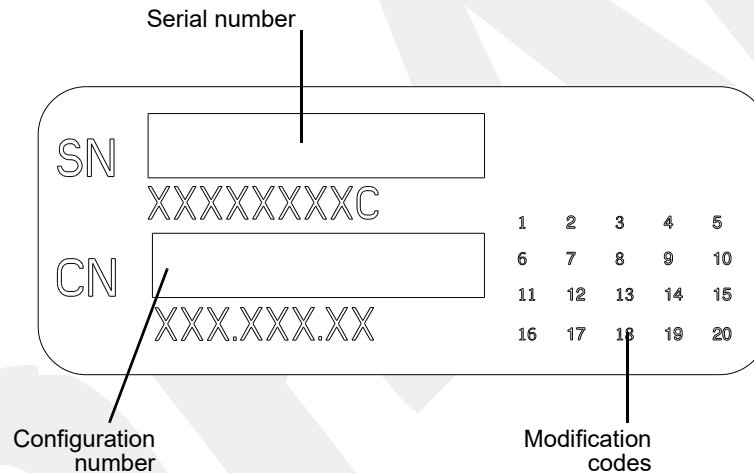 Serial number
SN
XXXXXXXXC
CN
XXX.XXX.XX
1 2 3 4 5
6 7 8 9 10
11 12 13 14 15
16 17 18 19 20
Configuration
number
Modification
codes